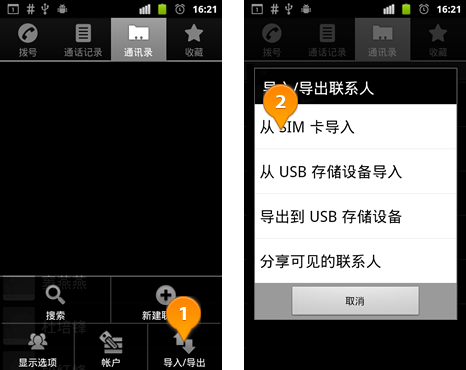 16:21
拨号 通话记录 通讯录 收藏
搜索
新建联
1
显示选项 帐户 导入/导出
16:21
拨号 通话记录 通讯录 收藏
导入/导出联系人
2
从 SIM 卡导入
从 USB 存储设备导入
导出到 USB 存储设备
分享可见的联系人
取消